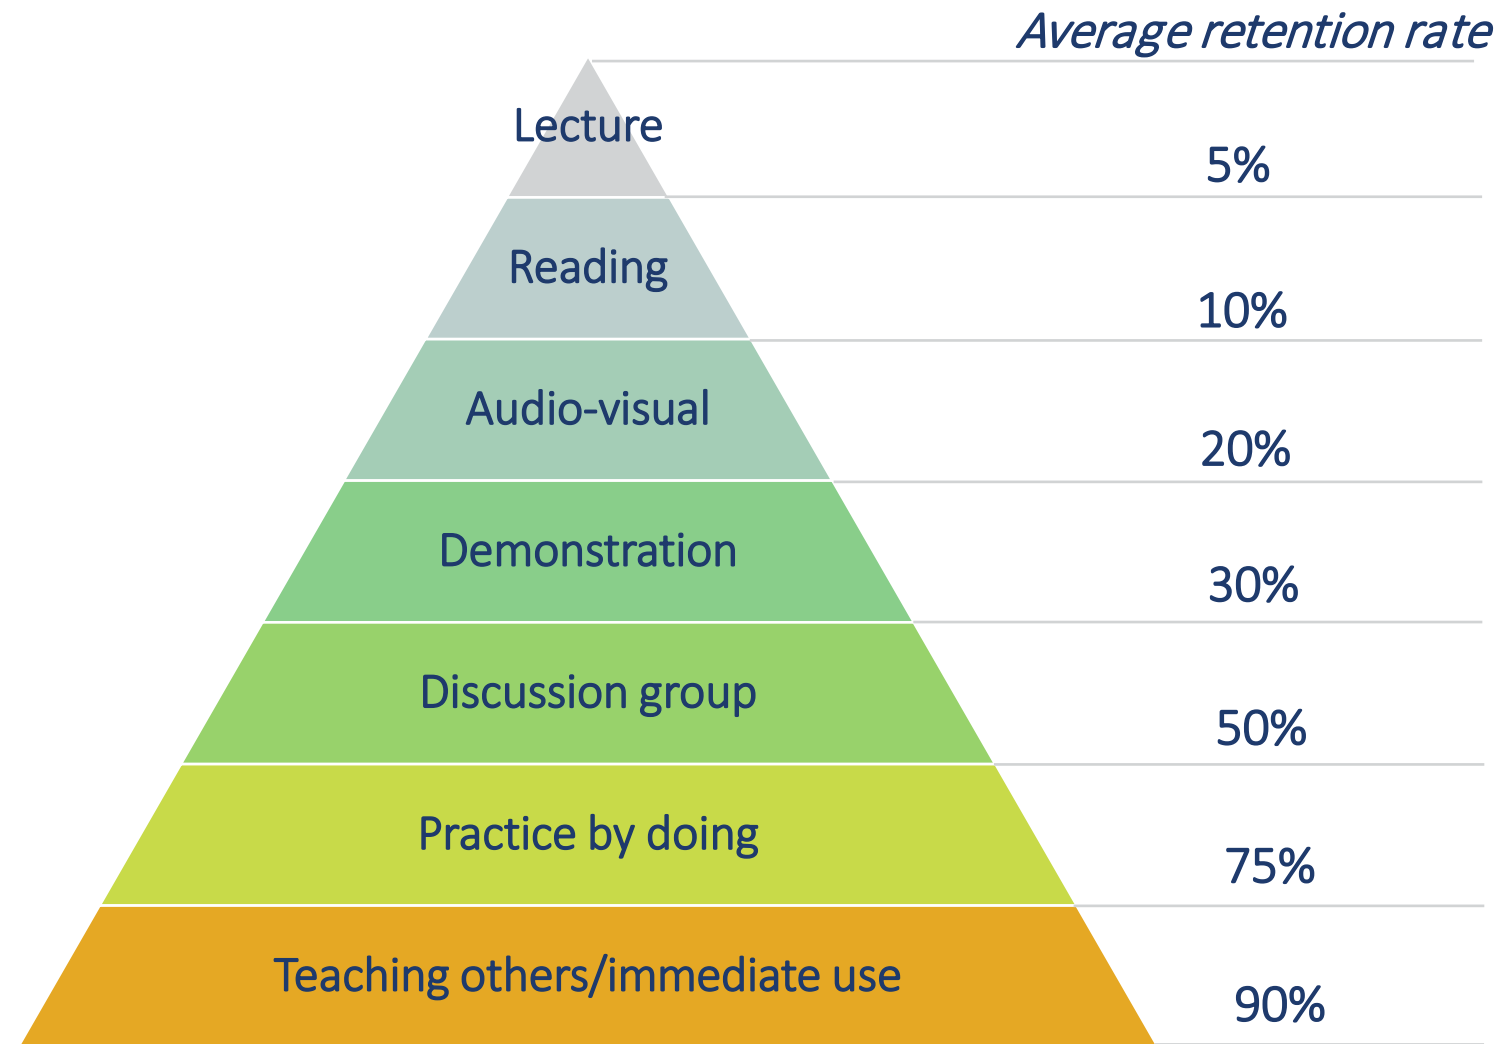 Average retention rate
Lecture
5%
Reading
10%
Audio-visual
20%
Demonstration
30%
Discussion group
50%
Practice by doing
75%
Teaching others/immediate use
90%